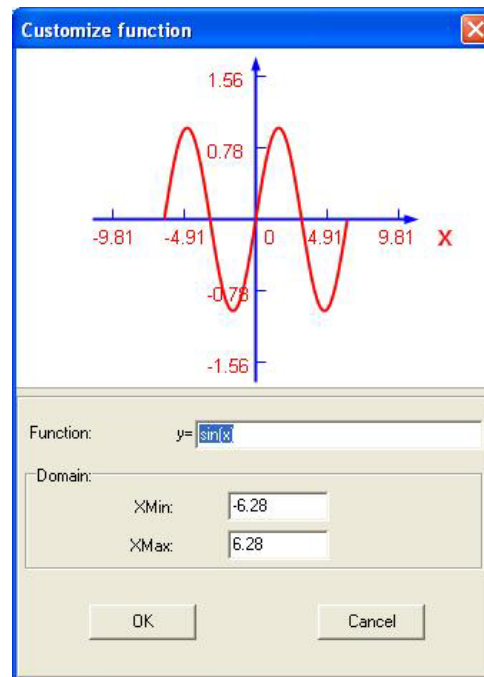 Customize function
1.56
0.78
-9.81 -4.91 0 4.91 9.81 X
-0.78
-1.56
Function: y= sin(x)
Domain:
XMin: -6.28
XMax: 6.28
OK Cancel